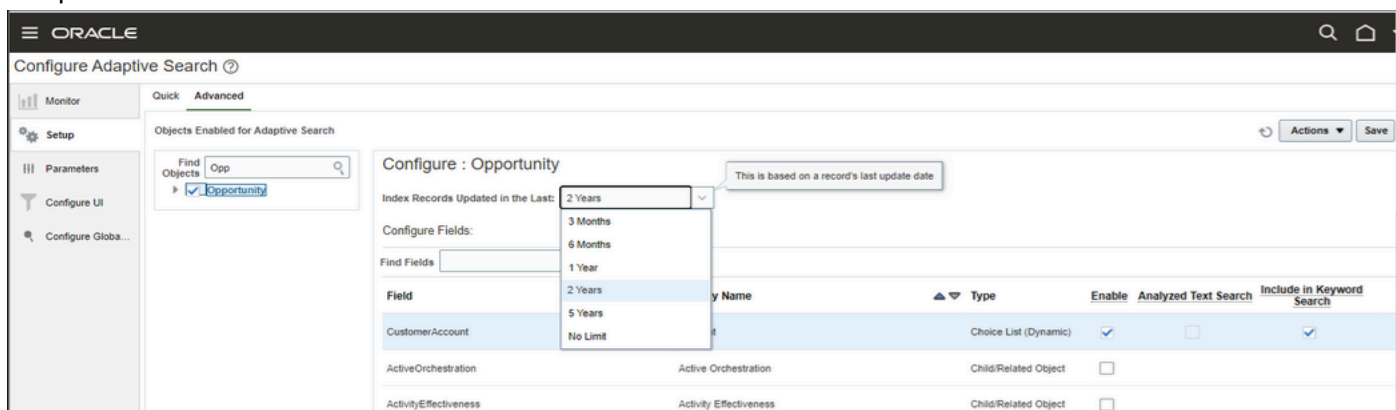 ORACLE
Configure Adaptive Search ?
Monitor
Setup
Parameters
Configure UI
Configure Globa...
Quick Advanced
Objects Enabled for Adaptive Search
Actions Save
Find Objects Opp
Opportunity
Configure : Opportunity
This is based on a record's last update date
Index Records Updated in the Last: 2 Years
3 Months
6 Months
1 Year
2 Years
5 Years
No Limit
Configure Fields:
Find Fields
Field y Name Type Enable Analyzed Text Search Include in Keyword Search
CustomerAccount Choice List (Dynamic)
ActiveOrchestration Active Orchestration Child/Related Object
ActivityEffectiveness Activity Effectiveness Child/Related Object